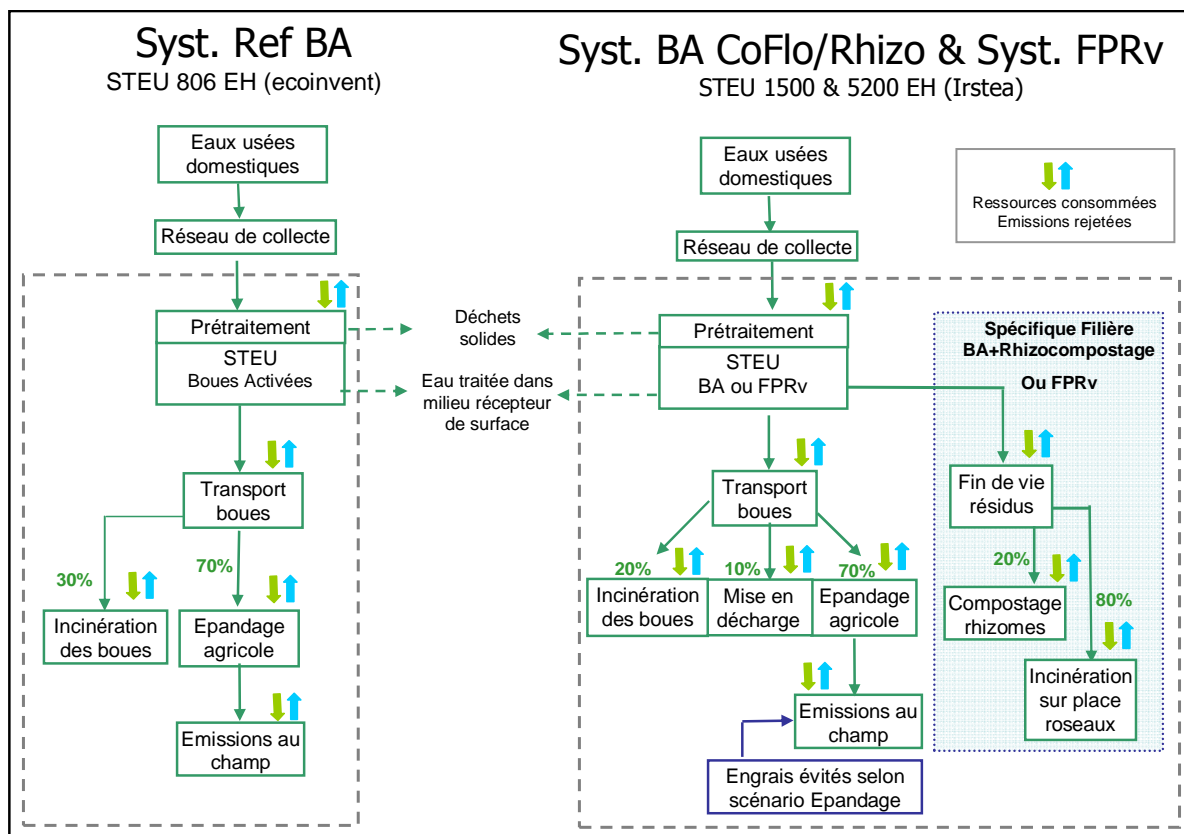 Syst. Ref BA
STEU 806 EH (ecoinvent)
Eaux usées
domestiques
Réseau de collecte
Prétraitement
STEU
Boues Activées
Transport
boues
30%
70%
Incinération
des boues
Epandage
agricole
Emissions au
champ
Déchets
solides
Eau traitée dans
milieu récepteur
de surface
Syst. BA CoFlo/Rhizo & Syst. FPRv
STEU 1500 & 5200 EH (Irstea)
Eaux usées
domestiques
Réseau de collecte
Prétraitement
STEU
BA ou FPRv
Transport
boues
20%
10%
70%
Incinération
des boues
Mise en
décharge
Epandage
agricole
Emissions au
champ
Engrais évités selon
scénario Epandage
Ressources consommées
Emissions rejetées
Spécifique Filière
BA+Rhizocompostage
Ou FPRv
Fin de vie
résidus
20%
80%
Compostage
rhizomes
Incinération
sur place
roseaux